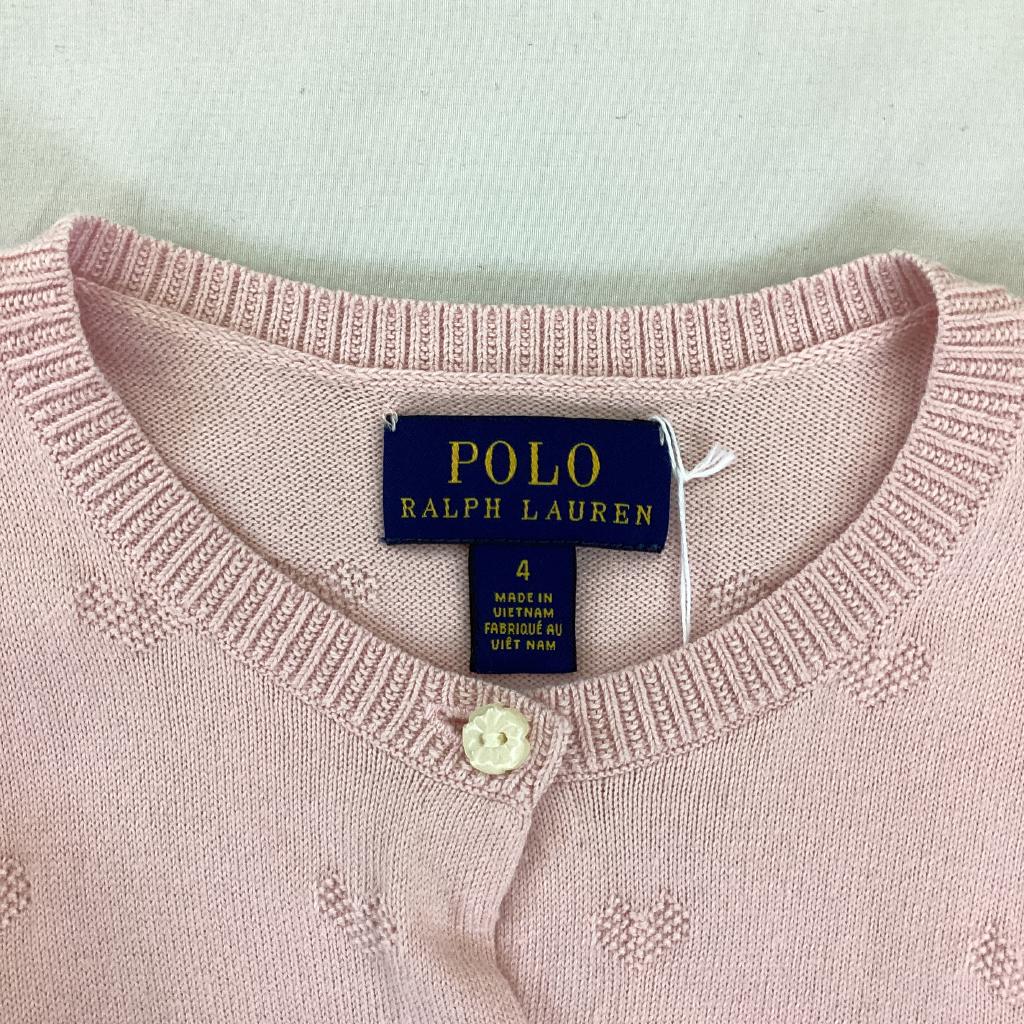 POLO
RALPH LAUREN
4
MADE IN
VIETNAM
FABRIQUÉ AU
VIÊT NAM